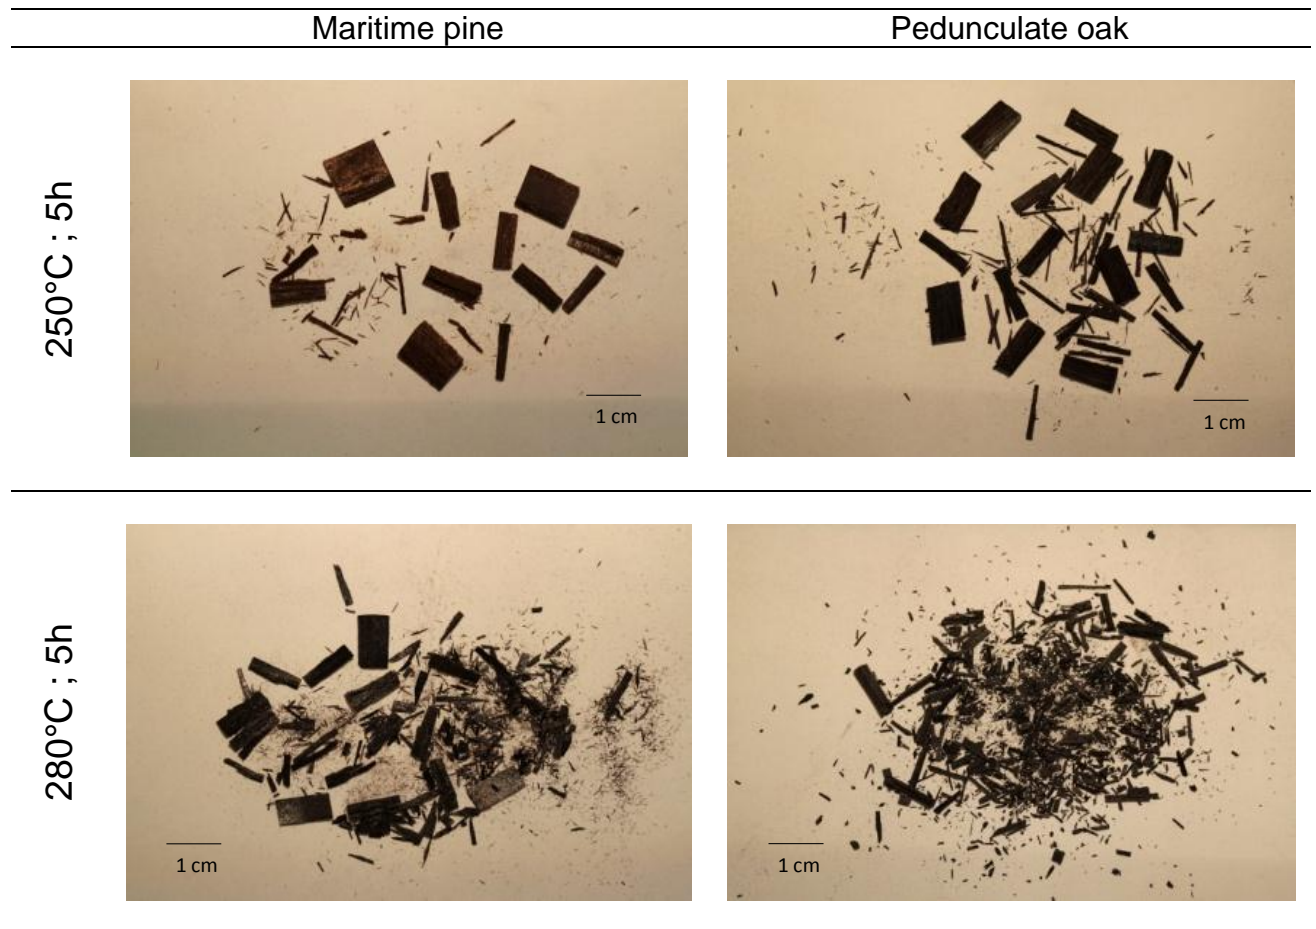 Maritime pine
Pedunculate oak
250°C ; 5h
1 cm
1 cm
280°C ; 5h
1 cm
1 cm